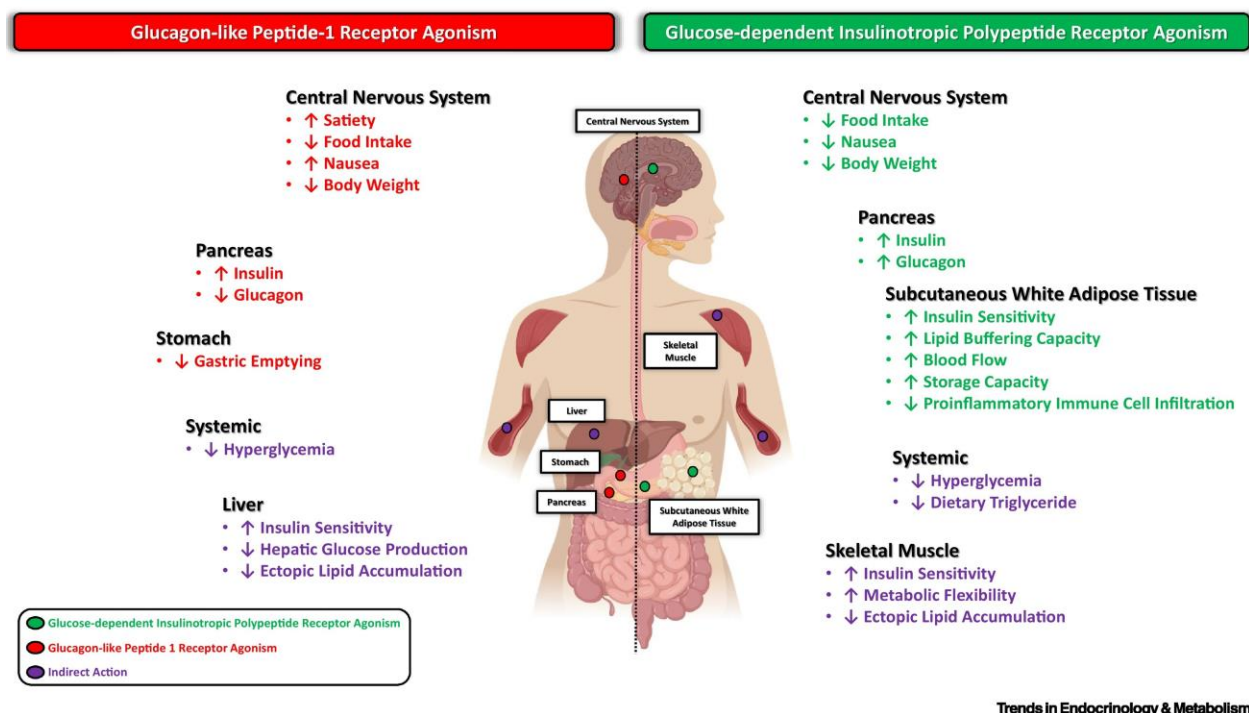 Glucagon-like Peptide-1 Receptor Agonism
Glucose-dependent Insulinotropic Polypeptide Receptor Agonism
Central Nervous System
• ↑ Satiety
• ↓ Food Intake
• ↑ Nausea
• ↓ Body Weight
Pancreas
• ↑ Insulin
• ↓ Glucagon
Stomach
• ↓ Gastric Emptying
Systemic
• ↓ Hyperglycemia
Liver
• ↑ Insulin Sensitivity
• ↓ Hepatic Glucose Production
• ↓ Ectopic Lipid Accumulation
Central Nervous System
Skeletal
Muscle
Liver
Stomach
Pancreas
Subcutaneous White
Adipose Tissue
Central Nervous System
• ↓ Food Intake
• ↓ Nausea
• ↓ Body Weight
Pancreas
• ↑ Insulin
• ↑ Glucagon
Subcutaneous White Adipose Tissue
• ↑ Insulin Sensitivity
• ↑ Lipid Buffering Capacity
• ↑ Blood Flow
• ↑ Storage Capacity
• ↓ Proinflammatory Immune Cell Infiltration
Systemic
• ↓ Hyperglycemia
• ↓ Dietary Triglyceride
Skeletal Muscle
• ↑ Insulin Sensitivity
• ↑ Metabolic Flexibility
• ↓ Ectopic Lipid Accumulation
Glucose-dependent Insulinotropic Polypeptide Receptor Agonism
Glucagon-like Peptide 1 Receptor Agonism
Indirect Action
Trends in Endocrinology & Metabolism